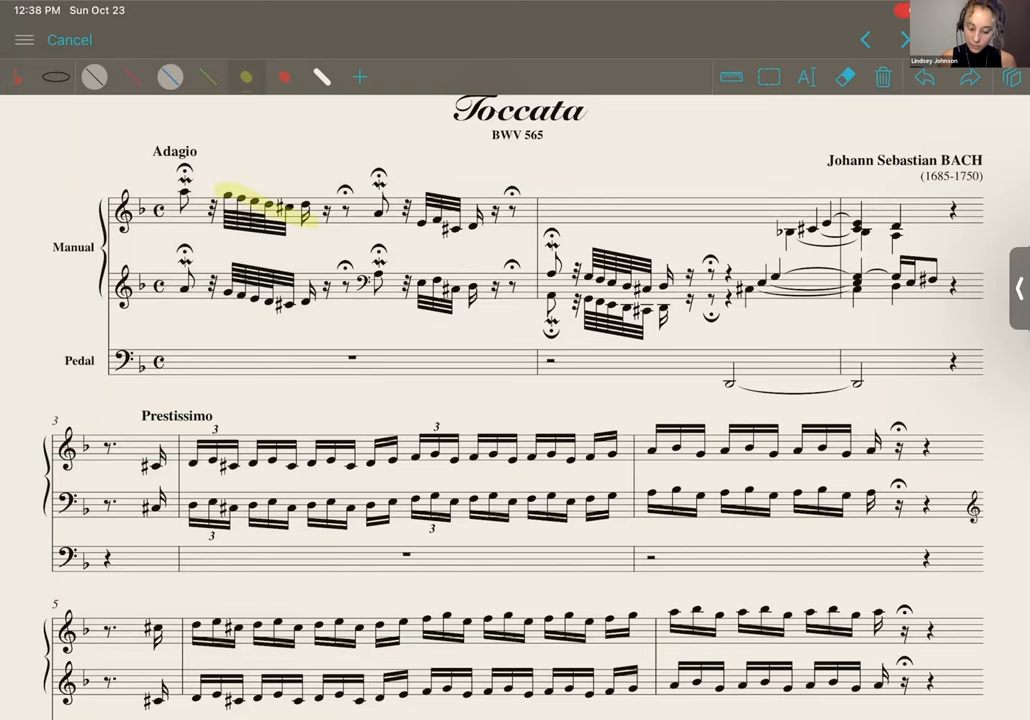 12:38 PM Sun Oct 23
Cancel
Lindsey Johnson
Toccata
BWV 565
Adagio
Johann Sebastian BACH
(1685-1750)
Manual
Pedal
3
Prestissimo
3
3
3
3
5